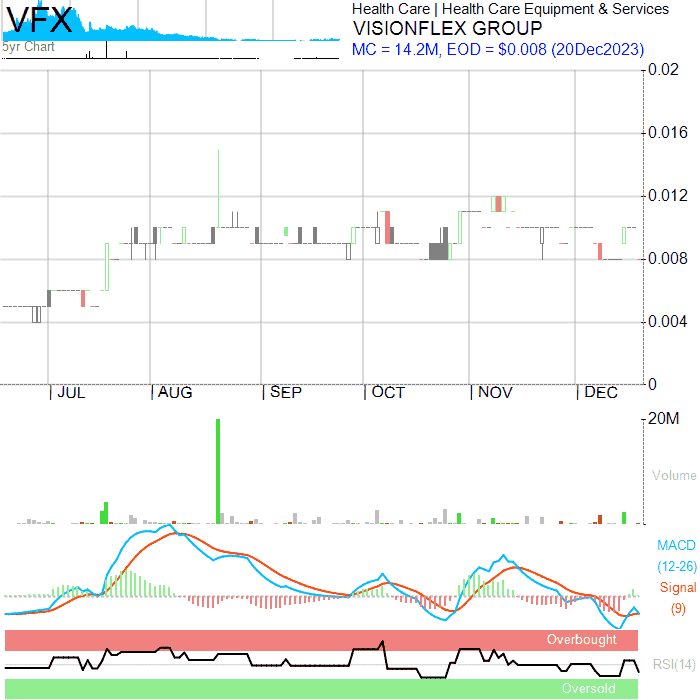 VFX
5yr Chart
Health Care | Health Care Equipment & Services
VISIONFLEX GROUP
MC = 14.2M, EOD = $0.008 (20Dec2023)
0.02
0.016
0.012
0.008
0.004
0
JUL AUG SEP OCT NOV DEC
20M
Volume
MACD
(12-26)
Signal
(9)
Overbought
RSI(14)
Oversold